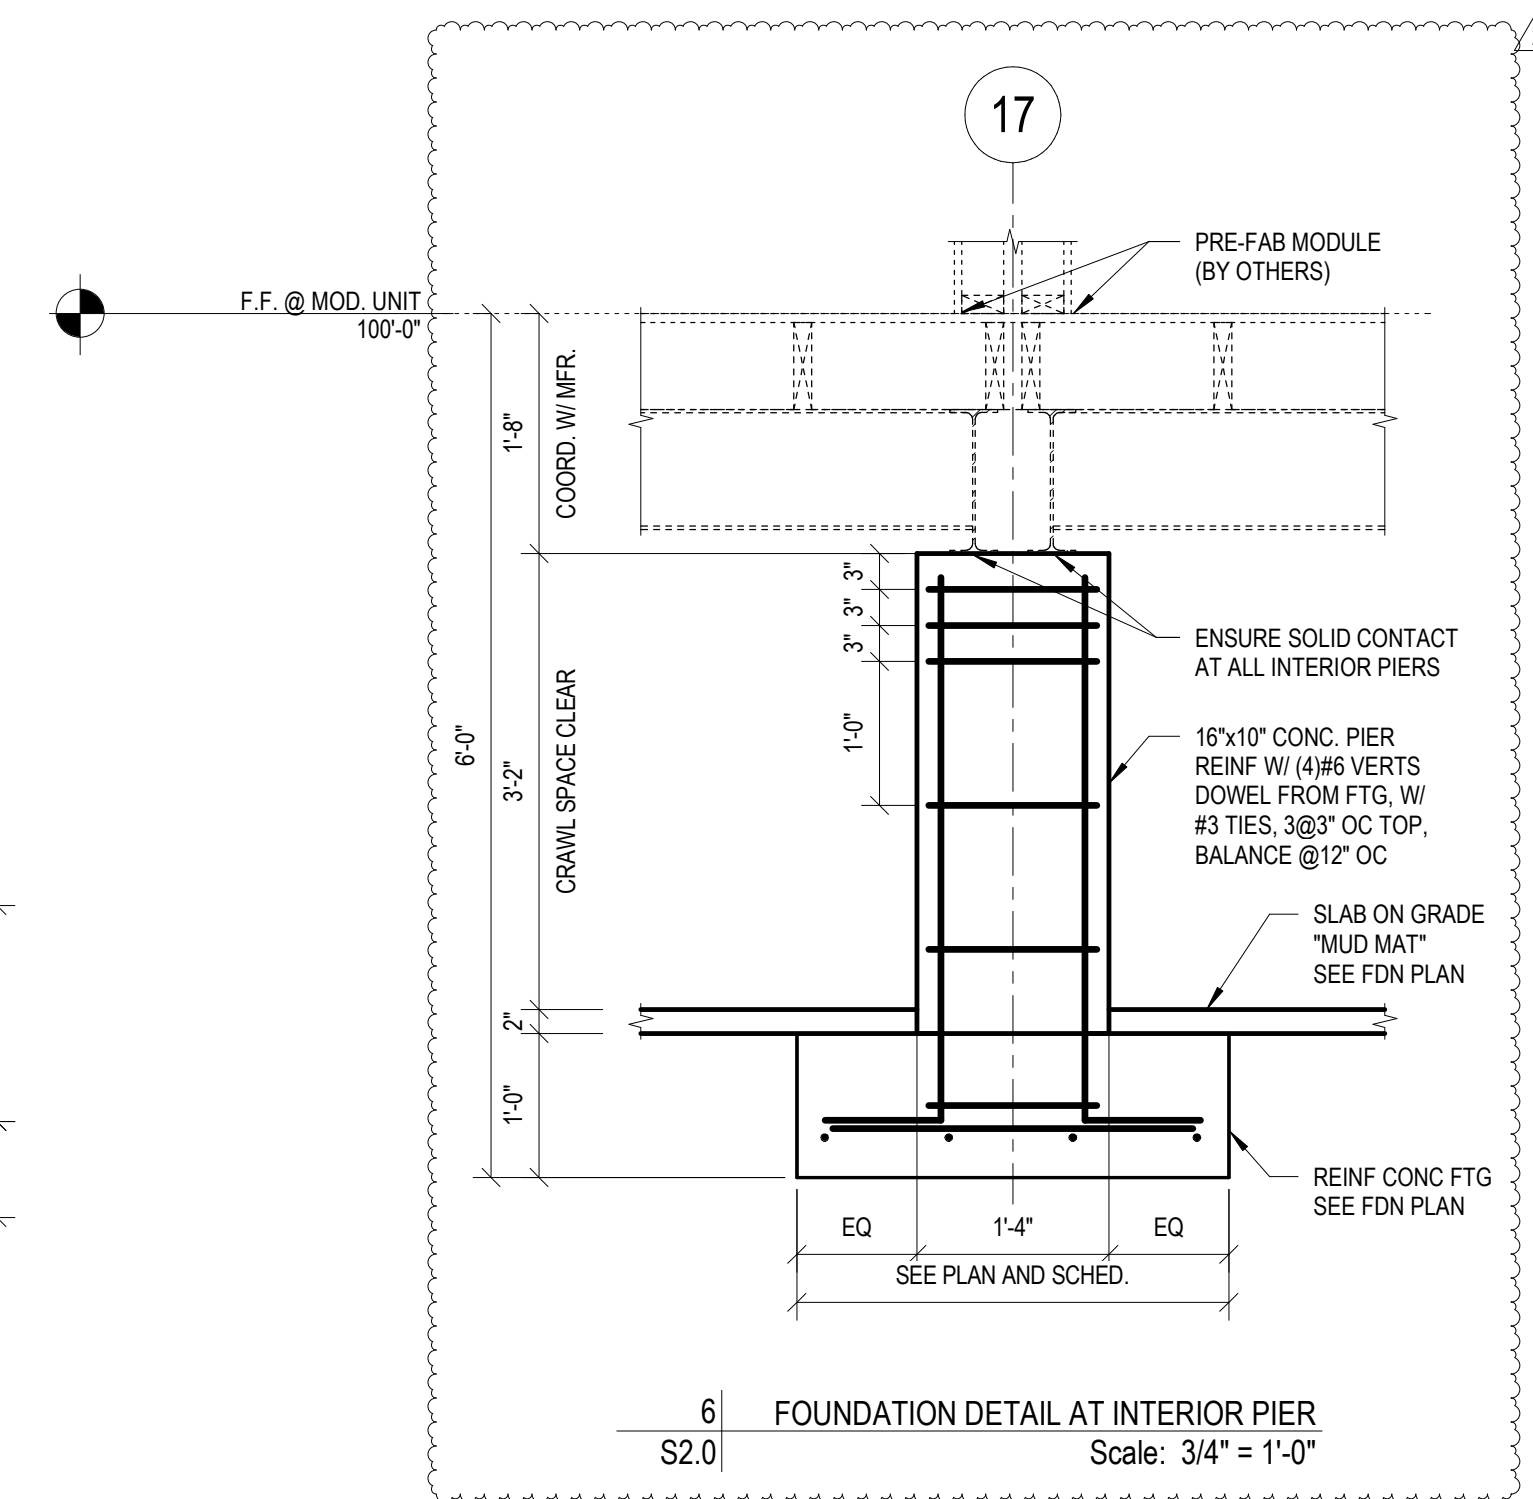 17
PRE-FAB MODULE
(BY OTHERS)
F.F. @ MOD. UNIT
100'-0"
1'-8"
COORD. W/ MFR.
3"
3"
3"
ENSURE SOLID CONTACT
AT ALL INTERIOR PIERS
6'-0"
3'-2"
CRAWL SPACE CLEAR
1'-0"
16"x10" CONC. PIER
REINF W/ (4)#6 VERTS
DOWEL FROM FTG, W/
#3 TIES, 3@3" OC TOP,
BALANCE @12" OC
SLAB ON GRADE
"MUD MAT"
SEE FDN PLAN
2"
1'-0"
REINF CONC FTG
SEE FDN PLAN
EQ
1'-4"
EQ
SEE PLAN AND SCHED.
6
FOUNDATION DETAIL AT INTERIOR PIER
S2.0
Scale: 3/4" = 1'-0"